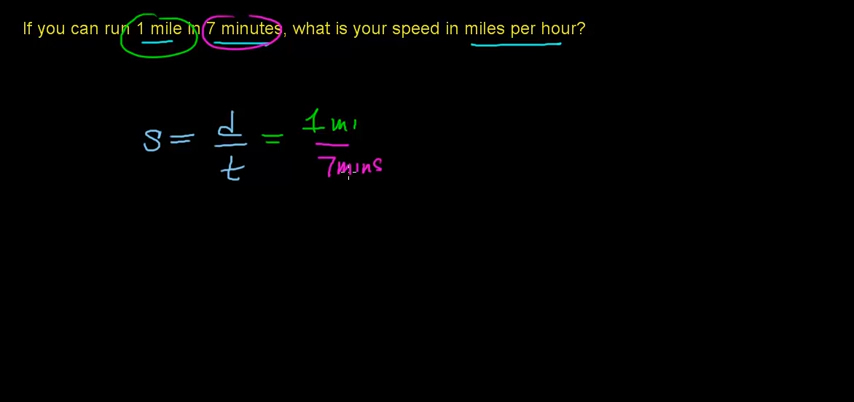 If you can run 1 mile in 7 minutes, what is your speed in miles per hour?
s = d/t = 1 mi/7 mins